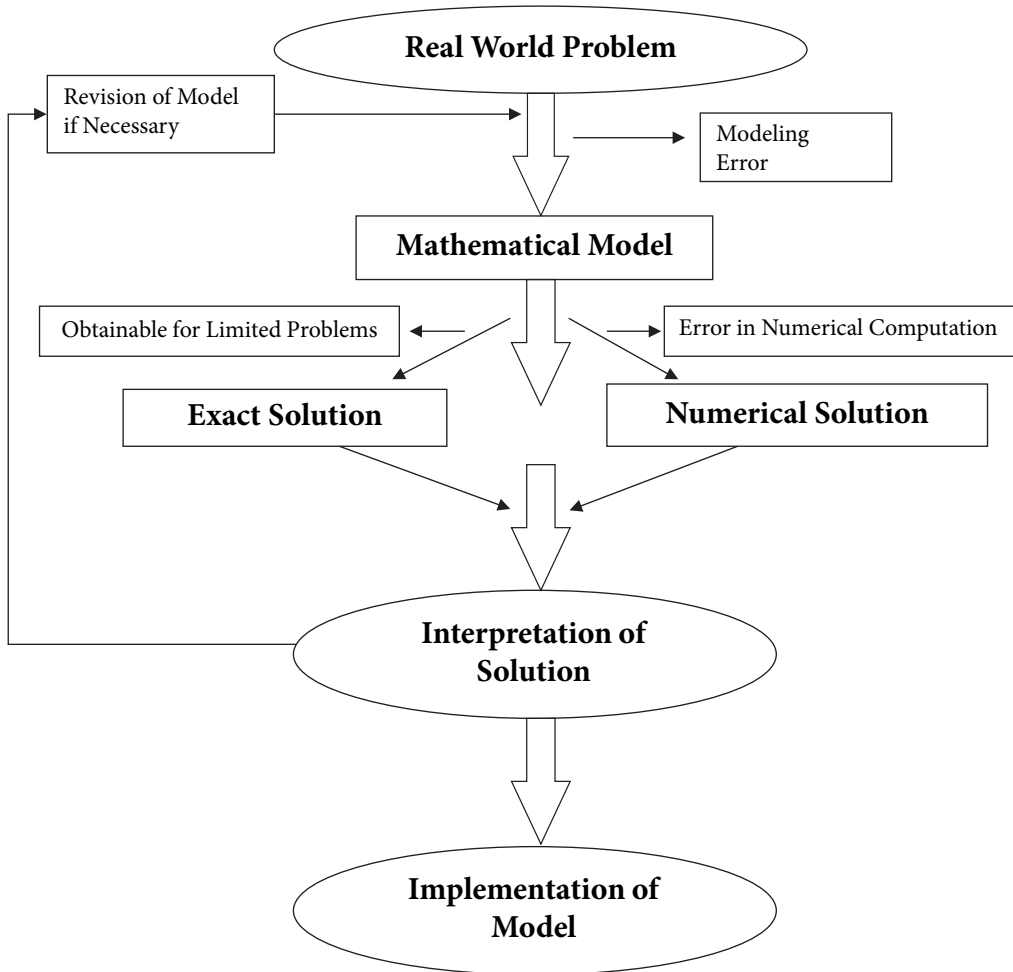 Real World Problem
Revision of Model
if Necessary
Modeling
Error
Mathematical Model
Obtainable for Limited Problems
Error in Numerical Computation
Exact Solution
Numerical Solution
Interpretation of
Solution
Implementation of
Model